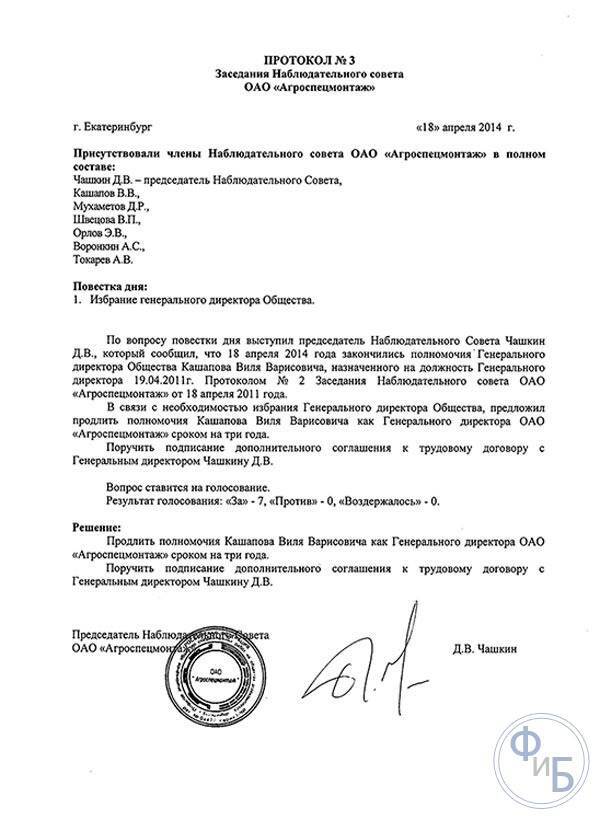 ПРОТОКОЛ № 3
Заседания Наблюдательного совета
ОАО «Агроспецмонтаж»
г. Екатеринбург «18» апреля 2014 г.
Присутствовали члены Наблюдательного совета ОАО «Агроспецмонтаж» в полном
составе:
Чашкин Д.В. – председатель Наблюдательного Совета,
Кашапов В.В.,
Мухаметов Д.Р.,
Швецова В.П.,
Орлов Э.В.,
Воронкин А.С.,
Токарев А.В.
Повестка дня:
1. Избрание генерального директора Общества.
По вопросу повестки дня выступил председатель Наблюдательного Совета Чашкин
Д.В., который сообщил, что 18 апреля 2014 года закончились полномочия Генерального
директора Общества Кашапова Виля Варисовича, назначенного на должность Генерального
директора 19.04.2011г. Протоколом № 2 Заседания Наблюдательного совета ОАО
«Агроспецмонтаж» от 18 апреля 2011 года.
В связи с необходимостью избрания Генерального директора Общества, предложил
продлить полномочия Кашапова Виля Варисовича как Генерального директора ОАО
«Агроспецмонтаж» сроком на три года.
Поручить подписание дополнительного соглашения к трудовому договору с
Генеральным директором Чашкину Д.В.
Вопрос ставится на голосование.
Результат голосования: «За» - 7, «Против» - 0, «Воздержалось» - 0.
Решение:
Продлить полномочия Кашапова Виля Варисовича как Генерального директора ОАО
«Агроспецмонтаж» сроком на три года.
Поручить подписание дополнительного соглашения к трудовому договору с
Генеральным директором Чашкину Д.В.
Председатель Наблюдательного Совета
ОАО «Агроспецмонтаж» Д.В. Чашкин
ОАО
"Агроспецмонтаж"
ФиБ